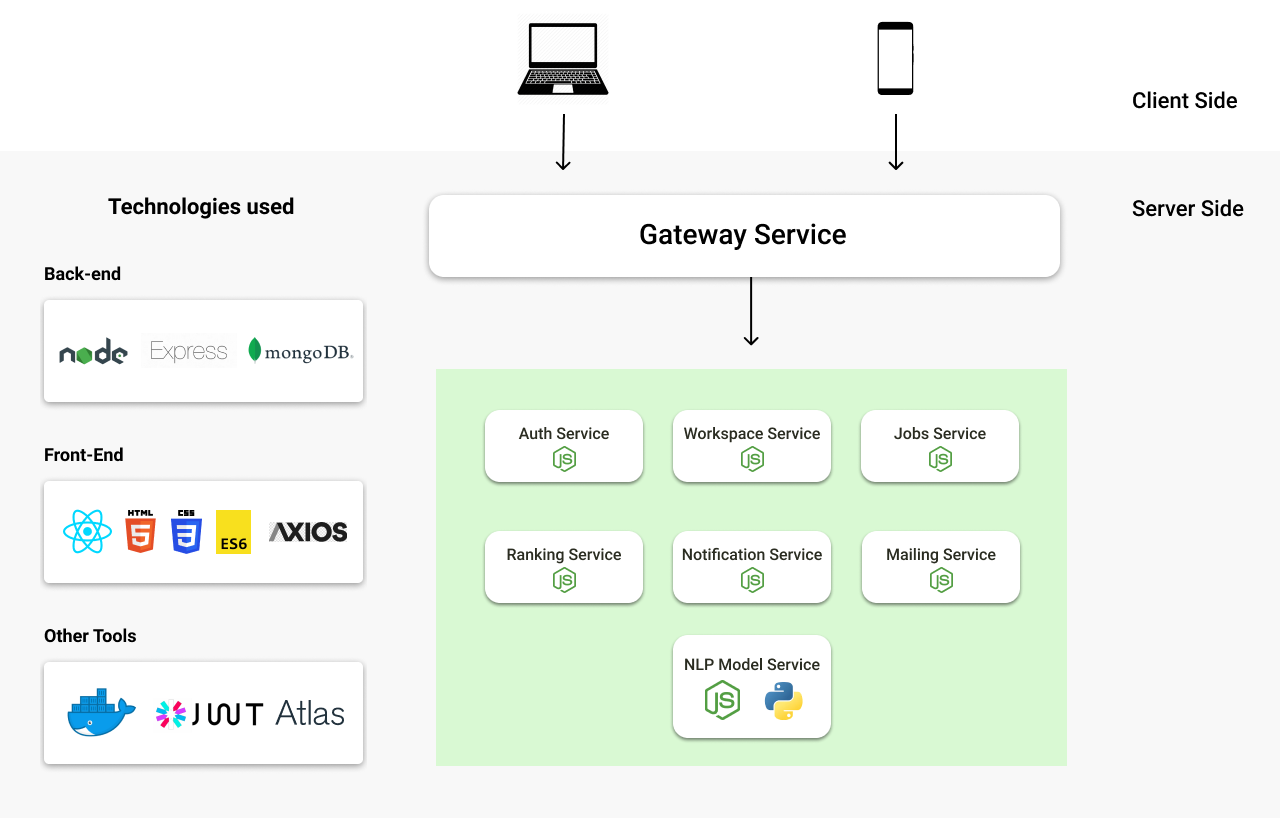 Client Side
Technologies used
Server Side
Gateway Service
Back-end
node
Express
mongoDB
Auth Service
Workspace Service
Jobs Service
JS
JS
JS
Front-End
HTML
5
CSS
3
ES6
AXIOS
Ranking Service
Notification Service
Mailing Service
JS
JS
JS
Other Tools
JWT
Atlas
NLP Model Service
JS